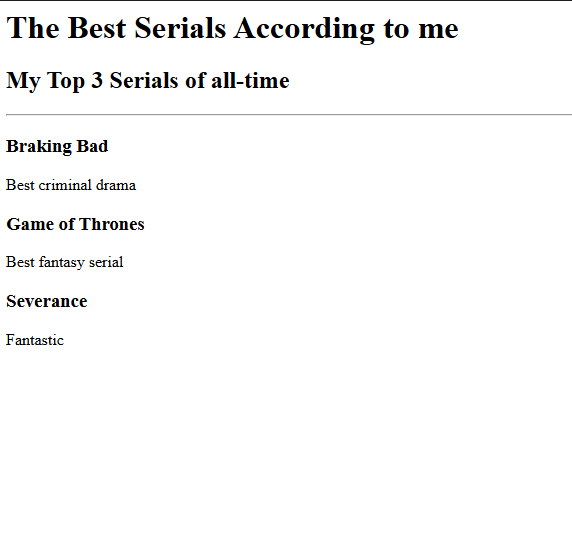 The Best Serials According to me
My Top 3 Serials of all-time
Braking Bad
Best criminal drama
Game of Thrones
Best fantasy serial
Severance
Fantastic